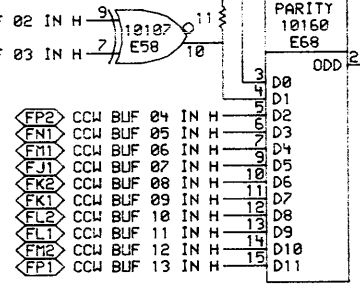 PARITY
10160
E68
ODD 2
F 02 IN H 9
F 03 IN H 7
10107
E58
11
10
3 D0
4 D1
FP2 CCW BUF 04 IN H 5 D2
FN1 CCW BUF 05 IN H 6 D3
FM1 CCW BUF 06 IN H 7 D4
FJ1 CCW BUF 07 IN H 9 D5
FK2 CCW BUF 08 IN H 10 D6
FK1 CCW BUF 09 IN H 11 D7
FL2 CCW BUF 10 IN H 12 D8
FL1 CCW BUF 11 IN H 13 D9
FM2 CCW BUF 12 IN H 14 D10
FP1 CCW BUF 13 IN H 15 D11